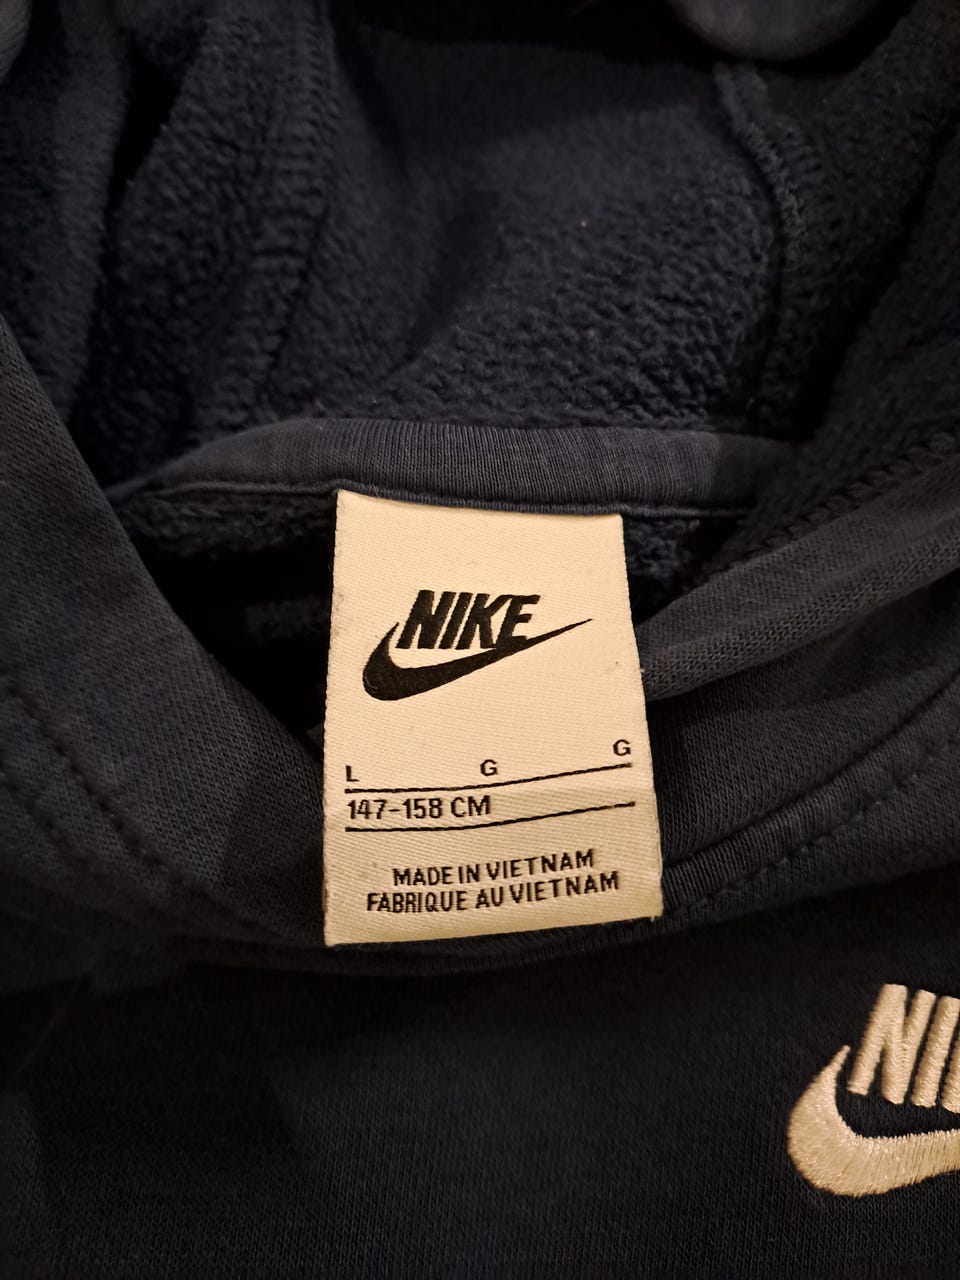 NIKE
L G G
147-158 CM
MADE IN VIETNAM
FABRIQUE AU VIETNAM